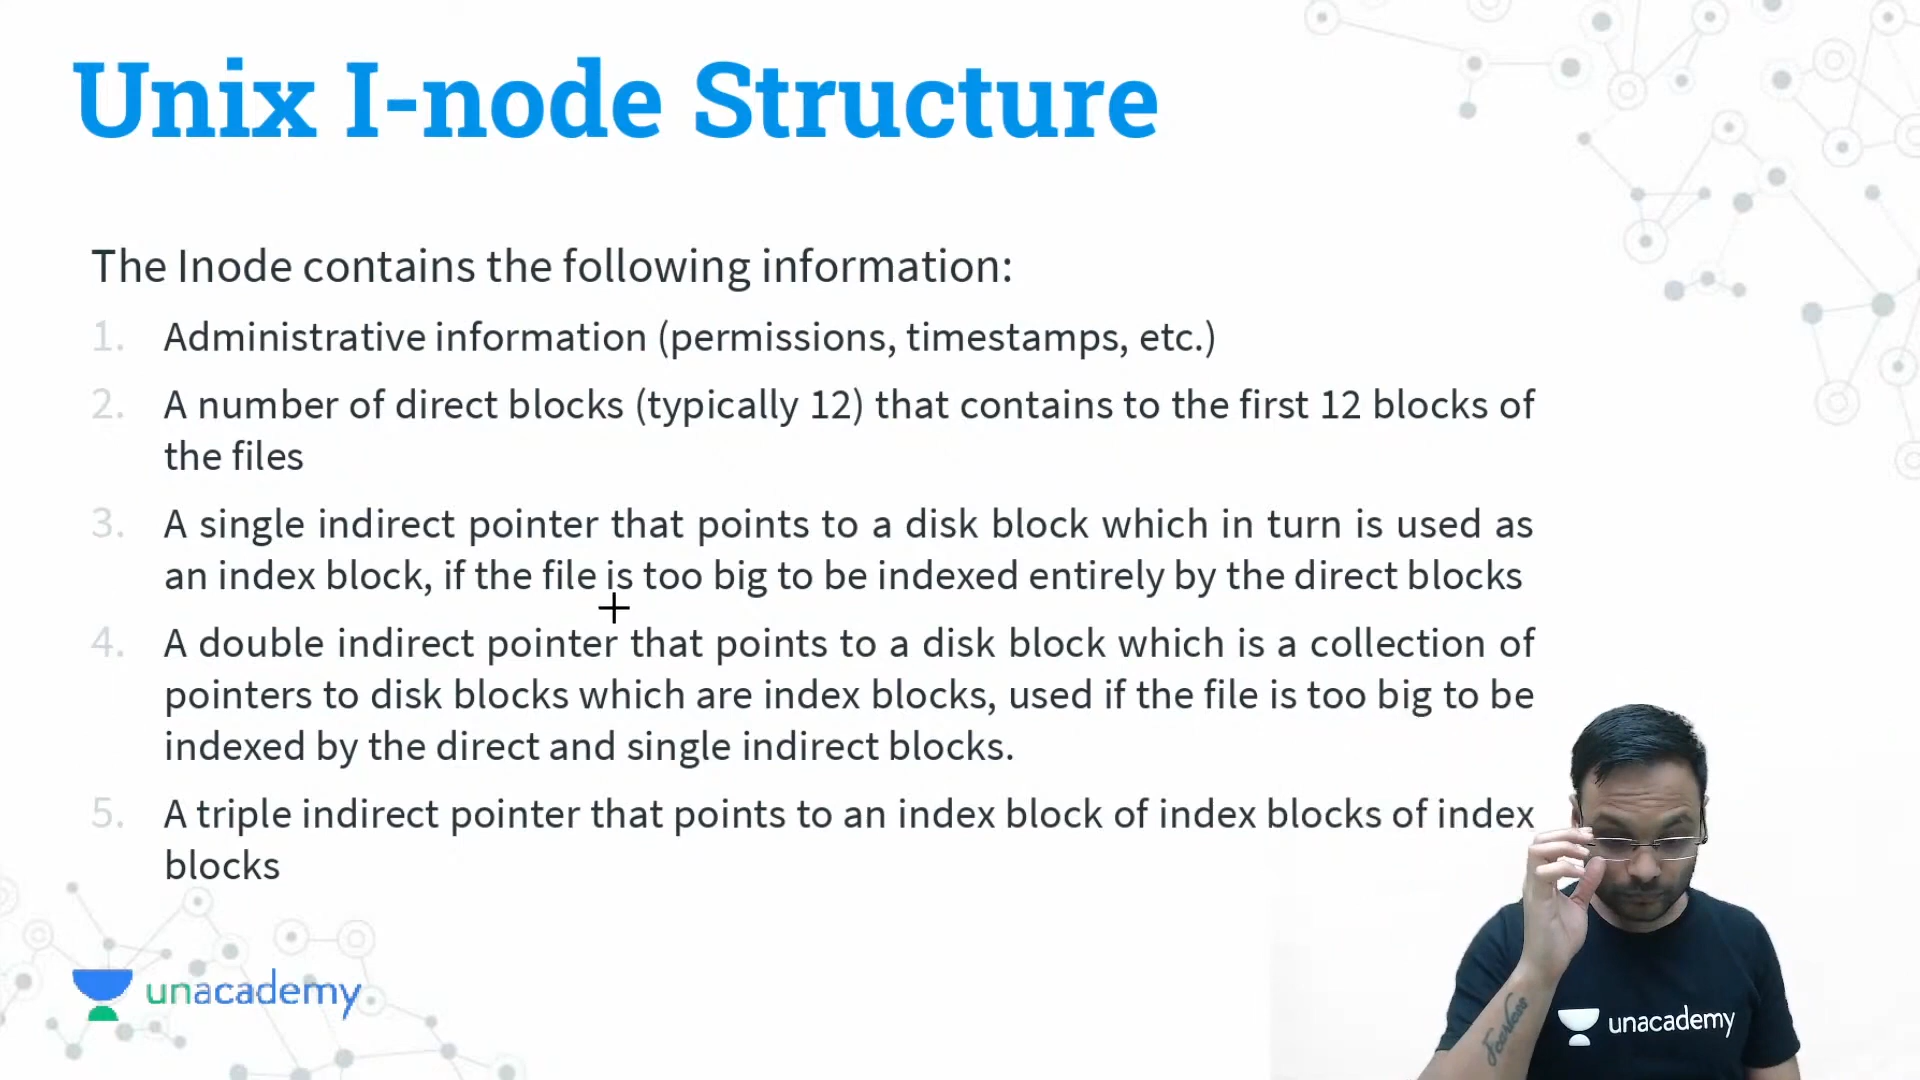 Unix I-node Structure
The Inode contains the following information:
1. Administrative information (permissions, timestamps, etc.)
2. A number of direct blocks (typically 12) that contains to the first 12 blocks of
the files
3. A single indirect pointer that points to a disk block which in turn is used as
an index block, if the file is too big to be indexed entirely by the direct blocks
4. A double indirect pointer that points to a disk block which is a collection of
pointers to disk blocks which are index blocks, used if the file is too big to be
indexed by the direct and single indirect blocks.
5. A triple indirect pointer that points to an index block of index blocks of index
blocks
unacademy
Fearless
unacademy